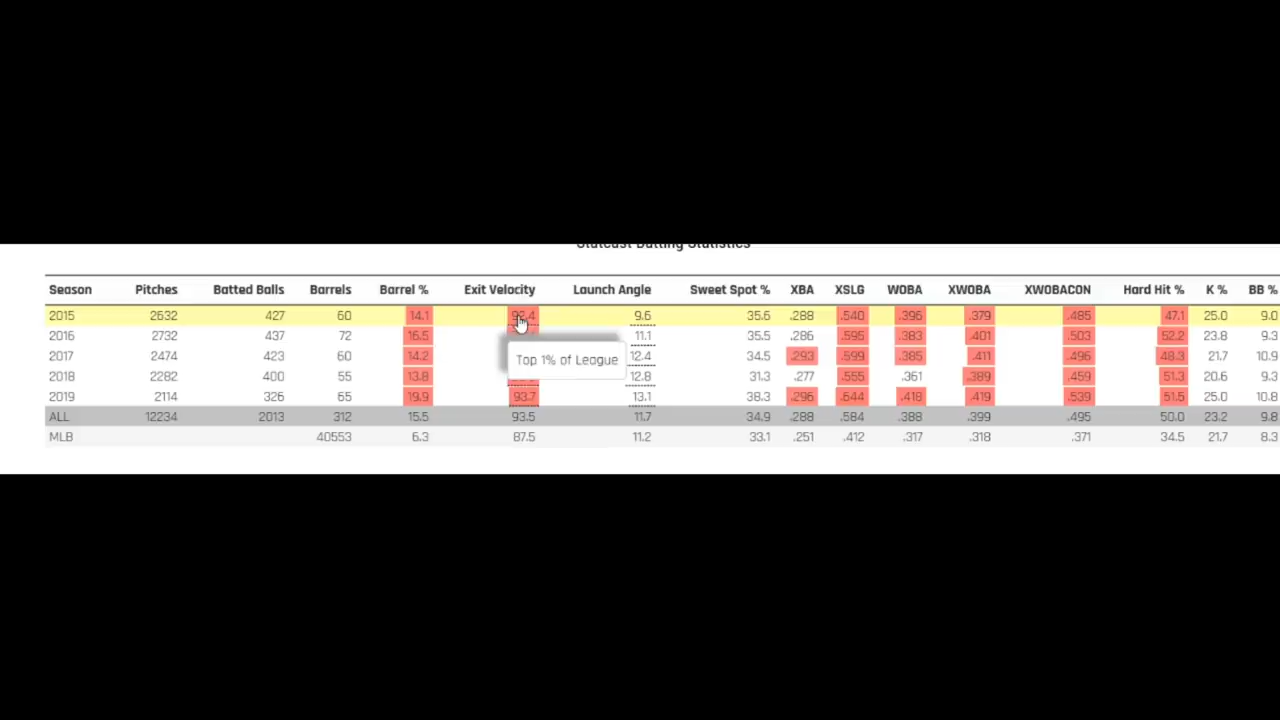 Statcast Batting Statistics
Season Pitches Batted Balls Barrels Barrel % Exit Velocity Launch Angle Sweet Spot % XBA XSLG WOBA XWOBA XWOBACON Hard Hit % K % BB %
2015 2632 427 60 14.1 92.4 9.6 35.6 .288 .540 .396 .379 .485 47.1 25.0 9.0
2016 2732 437 72 16.5 11.1 35.5 .286 .595 .383 .401 .503 52.2 23.8 9.3
Top 1% of League
2017 2474 423 60 14.2 12.4 34.5 .293 .599 .385 .411 .496 48.3 21.7 10.9
2018 2282 400 55 13.8 12.8 31.3 .277 .555 .361 .389 .459 51.3 20.6 9.3
2019 2114 326 65 19.9 93.7 13.1 38.3 .296 .644 .418 .419 .539 51.5 25.0 10.8
ALL 12234 2013 312 15.5 93.5 11.7 34.9 .288 .584 .388 .399 .495 50.0 23.2 9.8
MLB 40553 6.3 87.5 11.2 33.1 .251 .412 .317 .318 .371 34.5 21.7 8.3